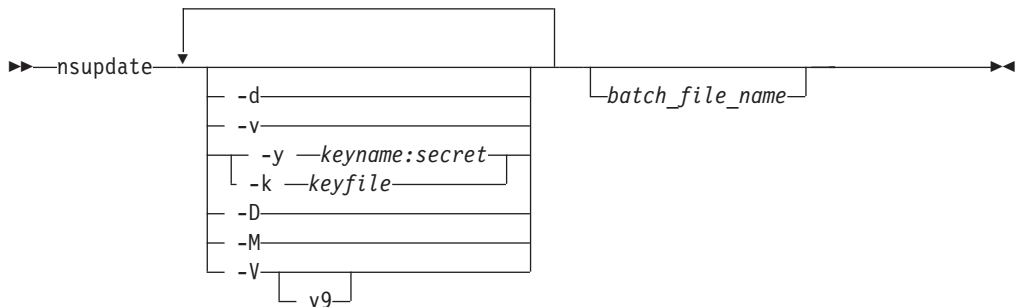 nsupdate
-d
batch_file_name
-v
-y keyname:secret
-k keyfile
-D
-M
-V
v9